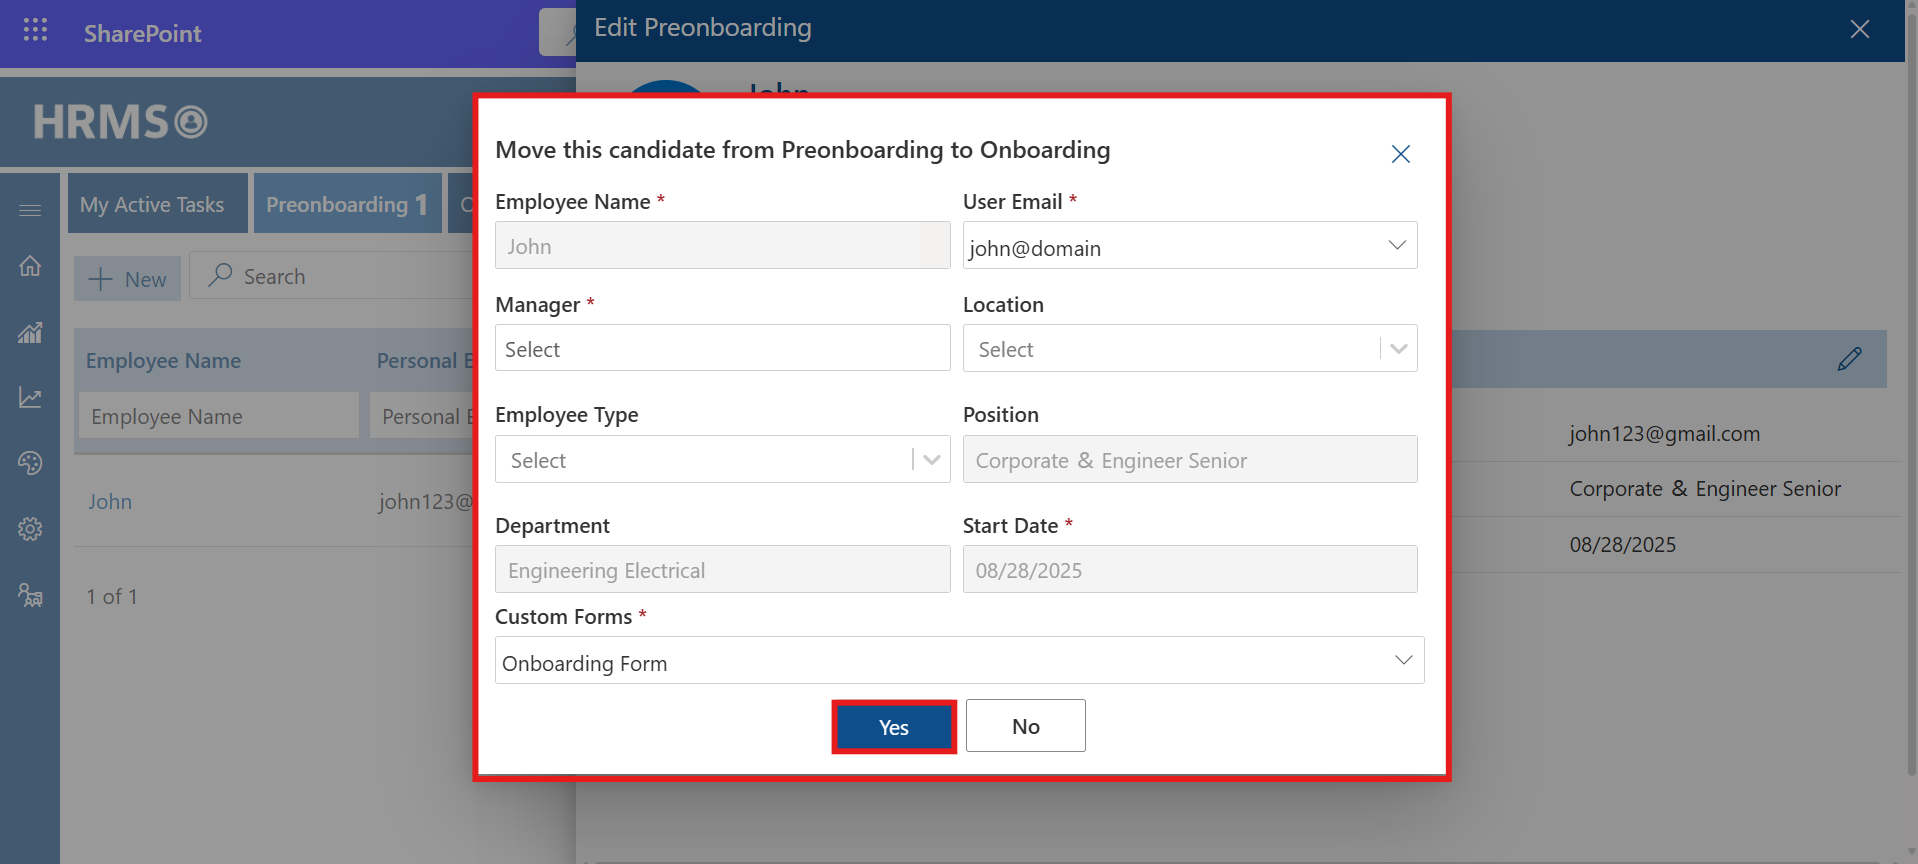 SharePoint
Edit Preonboarding
HRMS
John
My Active Tasks
Preonboarding 1
New
Search
Employee Name
Personal E
Employee Name
Personal E
John
john123@
1 of 1
Move this candidate from Preonboarding to Onboarding
Employee Name *
User Email *
John
john@domain
Manager *
Location
Select
Select
Employee Type
Position
Select
Corporate & Engineer Senior
Department
Start Date *
Engineering Electrical
08/28/2025
Custom Forms *
Onboarding Form
Yes
No
john123@gmail.com
Corporate & Engineer Senior
08/28/2025